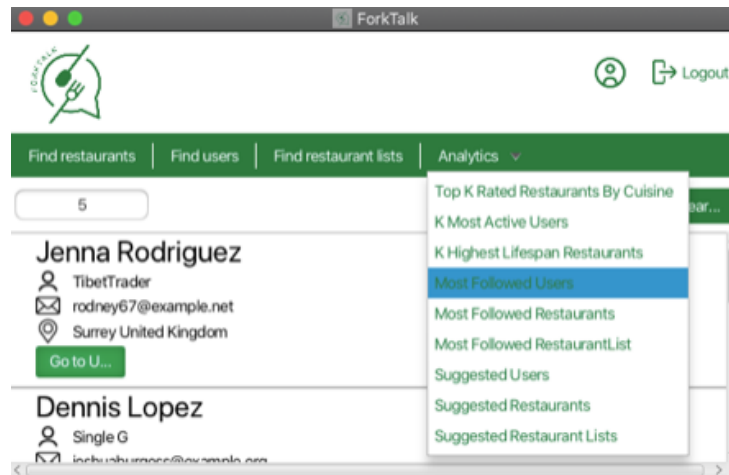 ForkTalk
FORKTALK
Logout
Find restaurants Find users Find restaurant lists Analytics
5
ear...
Top K Rated Restaurants By Cuisine
K Most Active Users
K Highest Lifespan Restaurants
Most Followed Users
Most Followed Restaurants
Most Followed RestaurantList
Suggested Users
Suggested Restaurants
Suggested Restaurant Lists
Jenna Rodriguez
TibetTrader
rodney67@example.net
Surrey United Kingdom
Go to U...
Dennis Lopez
Single G